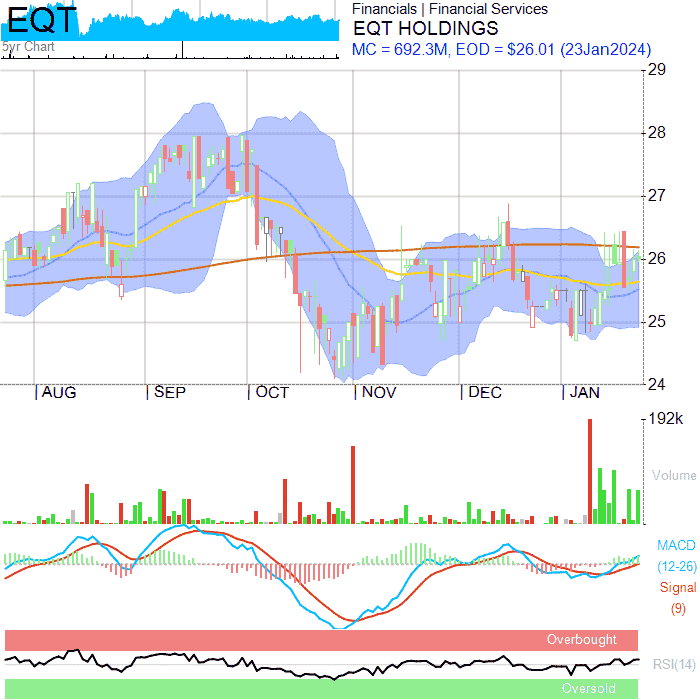 EQT
5yr Chart
Financials | Financial Services
EQT HOLDINGS
MC = 692.3M, EOD = $26.01 (23Jan2024)
29
28
27
26
25
24
| AUG | SEP | OCT | NOV | DEC | JAN
192k
Volume
MACD
(12-26)
Signal
(9)
Overbought
RSI(14)
Oversold